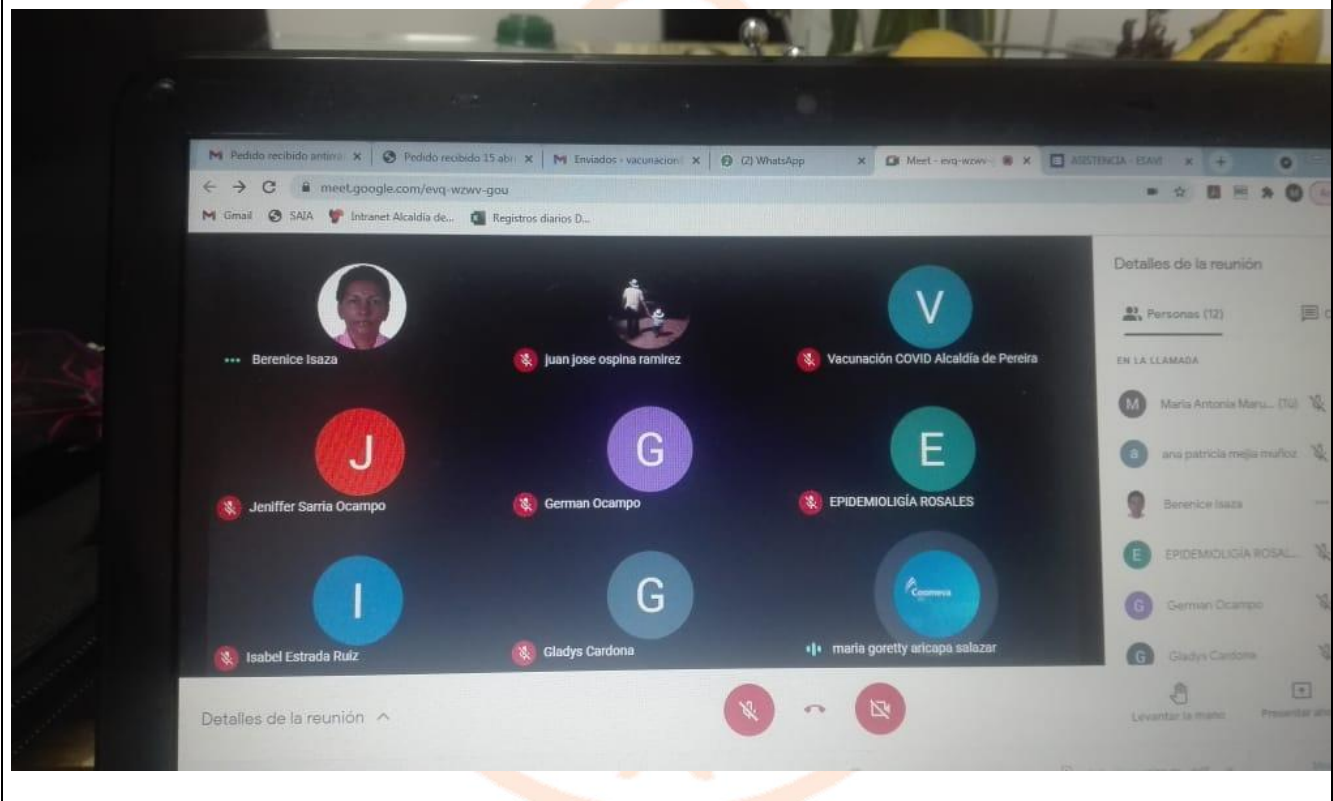 Pedido recibido
Pedido recibido 15
Enviados - vacunacion
(2) WhatsApp
Meet - evq-wzwv-
ASISTENCIA - ESAVI
meet.google.com/evq-wzwv-gou
Gmail
SAIA
Intranet Alcaldía de...
Registros diarios D...
Berenice Isaza
juan jose ospina ramirez
V
Vacunación COVID Alcaldía de Pereira
J
Jeniffer Sarria Ocampo
G
German Ocampo
E
EPIDEMIOLIGÍA ROSALES
I
Isabel Estrada Ruiz
G
Gladys Cardona
Coomeva
maria goretty aricapa salazar
Detalles de la reunión
Personas (12)
EN LA LLAMADA
M
Maria Antonia Maru... (Tú)
a
ana patricia mejia muñoz
Berenice Isaza
E
EPIDEMIOLIGÍA ROSAL...
G
German Ocampo
G
Gladys Cardona
Detalles de la reunión
Levantar la mano
Presentar